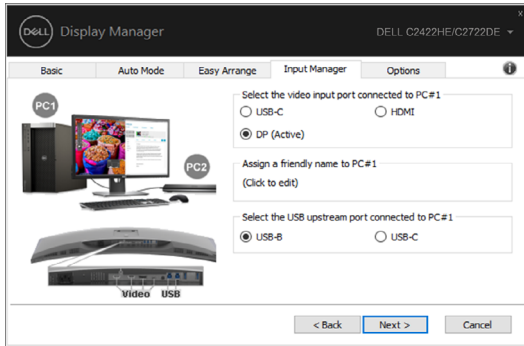 DELL Display Manager
DELL C2422HE/C2722DE
Basic
Auto Mode
Easy Arrange
Input Manager
Options
PC1
PC2
Video USB
Select the video input port connected to PC#1
USB-C
HDMI
DP (Active)
Assign a friendly name to PC#1
(Click to edit)
Select the USB upstream port connected to PC#1
USB-B
USB-C
< Back
Next >
Cancel